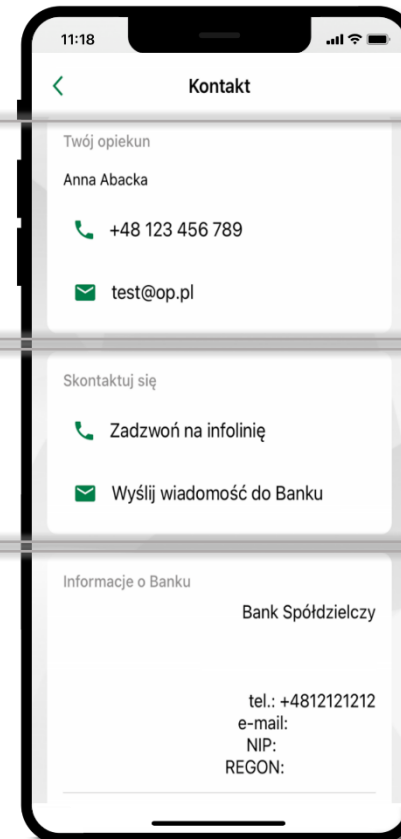 11:18
Kontakt
Twój opiekun
Anna Abacka
+48 123 456 789
test@op.pl
Skontaktuj się
Zadzwoń na infolinię
Wyślij wiadomość do Banku
Informacje o Banku
Bank Spółdzielczy
tel.: +4812121212
e-mail:
NIP:
REGON: